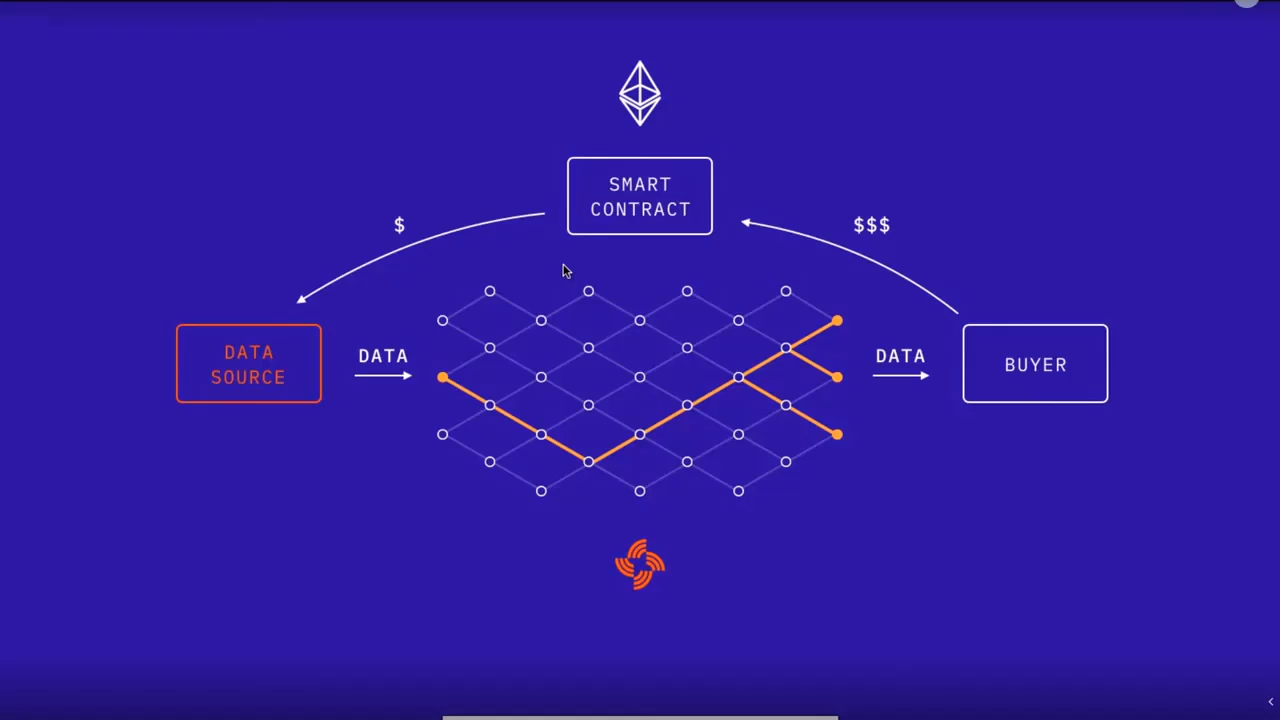 SMART
CONTRACT
$
$$$
DATA
SOURCE
DATA
DATA
BUYER